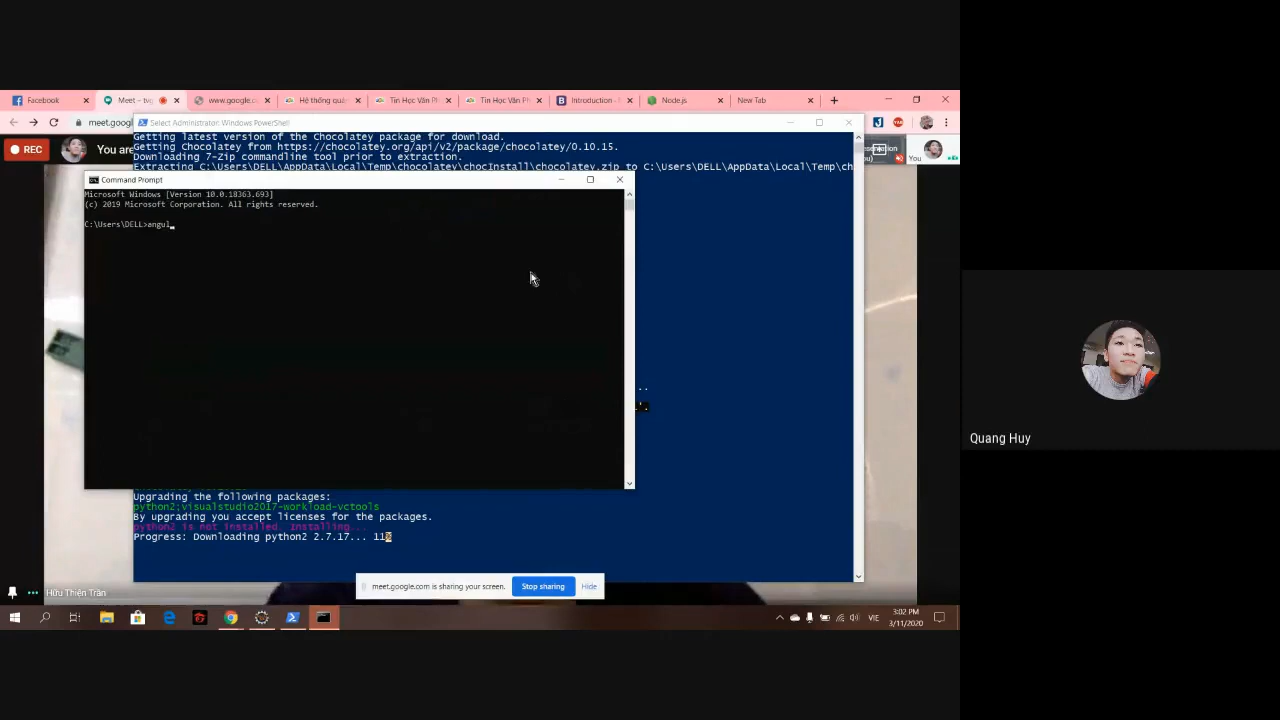 Facebook
Meet – tvg
www.google.c
Hệ thống quả
Tin Học Văn Ph
Tin Học Văn Ph
Introduction ·
Node.js
New Tab
meet.googl
Select Administrator: Windows PowerShell
Getting latest version of the Chocolatey package for download.
Getting Chocolatey from https://chocolatey.org/api/v2/package/chocolatey/0.10.15.
Downloading 7-Zip commandline tool prior to extraction.
Extracting C:\Users\DELL\AppData\Local\Temp\chocolatey\chocInstall\chocolatey.zip to C:\Users\DELL\AppData\Local\Temp\ch
REC
You are
You
Command Prompt
Microsoft Windows [Version 10.0.18363.693]
(c) 2019 Microsoft Corporation. All rights reserved.
C:\Users\DELL>angul
Quang Huy
Upgrading the following packages:
python2;visualstudio2017-workload-vctools
By upgrading you accept licenses for the packages.
python2 is not installed. Installing...
Progress: Downloading python2 2.7.17... 11%
meet.google.com is sharing your screen.
Stop sharing
Hide
Hữu Thiện Trần
VIE
3:02 PM
3/11/2020